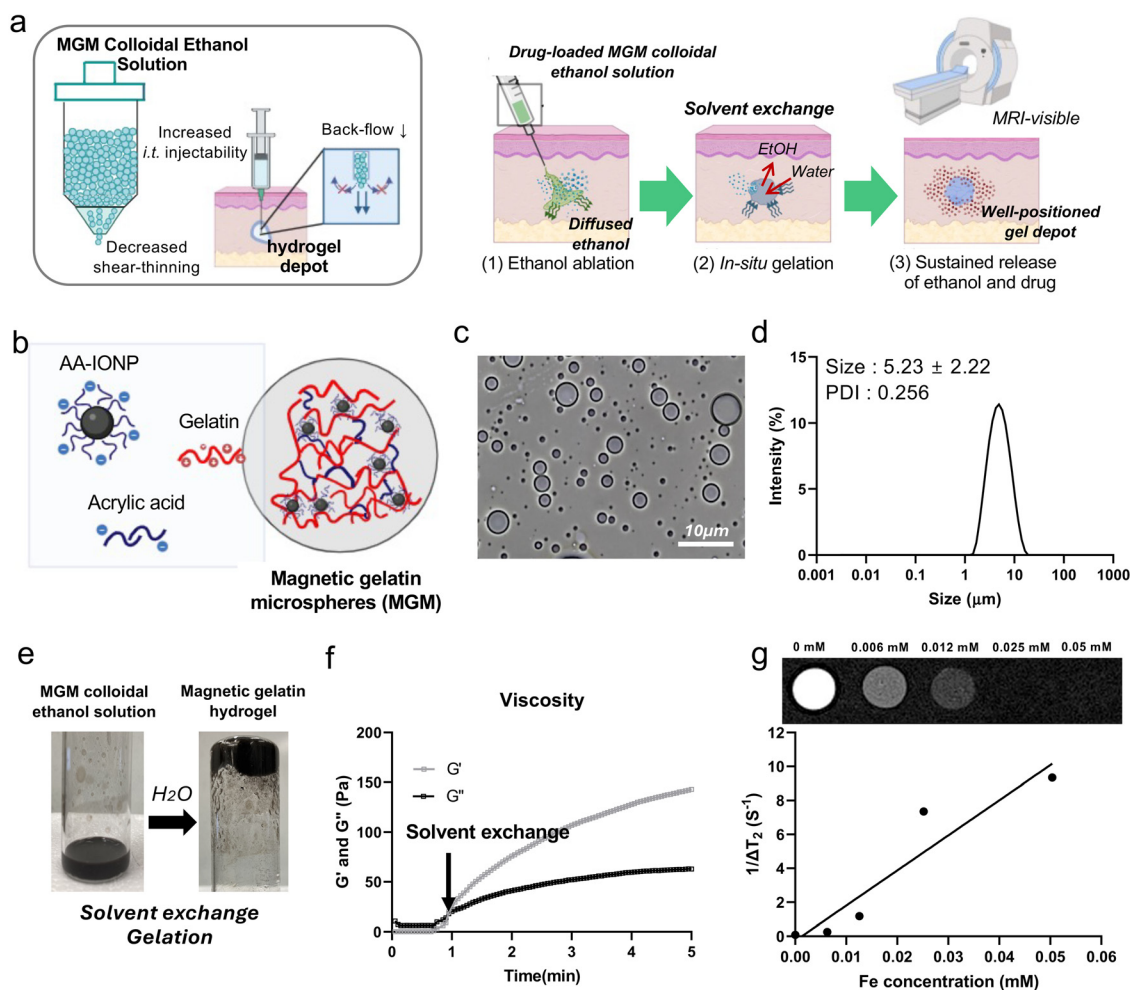 a
MGM Colloidal Ethanol
Solution
Increased
i.t. injectability
Back-flow ↓
Decreased
shear-thinning
hydrogel
depot
Drug-loaded MGM colloidal
ethanol solution
Diffused
ethanol
(1) Ethanol ablation
Solvent exchange
EtOH
Water
(2) In-situ gelation
MRI-visible
Well-positioned
gel depot
(3) Sustained release
of ethanol and drug
b
AA-IONP
Gelatin
Acrylic acid
Magnetic gelatin
microspheres (MGM)
c
10μm
d
Size : 5.23 ± 2.22
PDI : 0.256
Intensity (%)
15
10
5
0
0.001 0.01 0.1 1 10 100 1000
Size (μm)
e
MGM colloidal
ethanol solution
Magnetic gelatin
hydrogel
H2O
Solvent exchange
Gelation
f
Viscosity
G' and G'' (Pa)
200
150
100
50
0
G'
G''
Solvent exchange
0 1 2 3 4 5
Time(min)
g
0 mM 0.006 mM 0.012 mM 0.025 mM 0.05 mM
1/ΔT2 (S-1)
12
10
8
6
4
2
0
0.00 0.01 0.02 0.03 0.04 0.05 0.06
Fe concentration (mM)